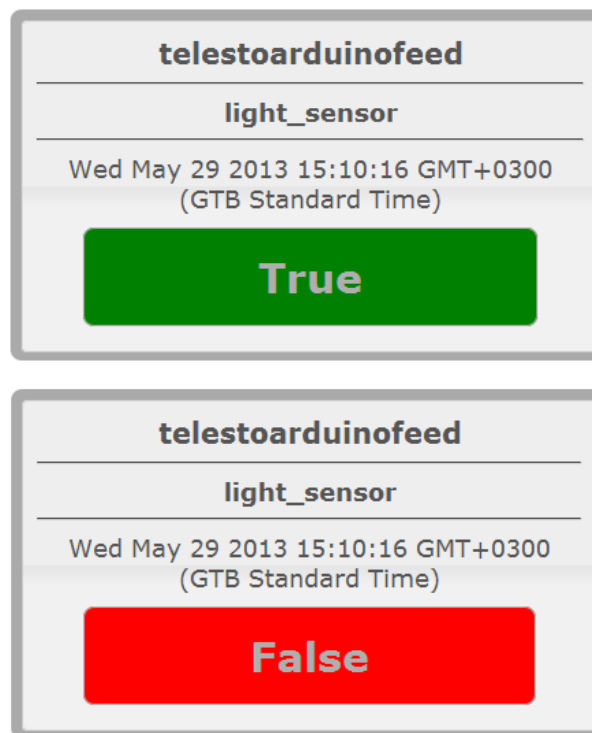 telestoarduinofeed
light_sensor
Wed May 29 2013 15:10:16 GMT+0300
(GTB Standard Time)
True
telestoarduinofeed
light_sensor
Wed May 29 2013 15:10:16 GMT+0300
(GTB Standard Time)
False